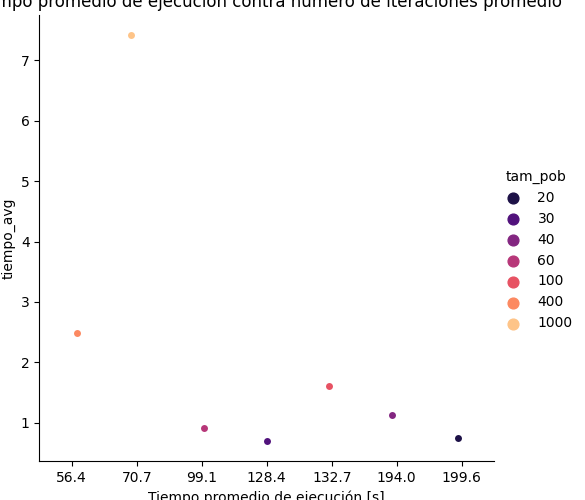 mpo promedio de ejecución contra número de iteraciones promedio
7
6
5
4
3
2
1
tiempo_avg
56.4 70.7 99.1 128.4 132.7 194.0 199.6
Tiempo promedio de ejecución [s]
tam_pob
20
30
40
60
100
400
1000